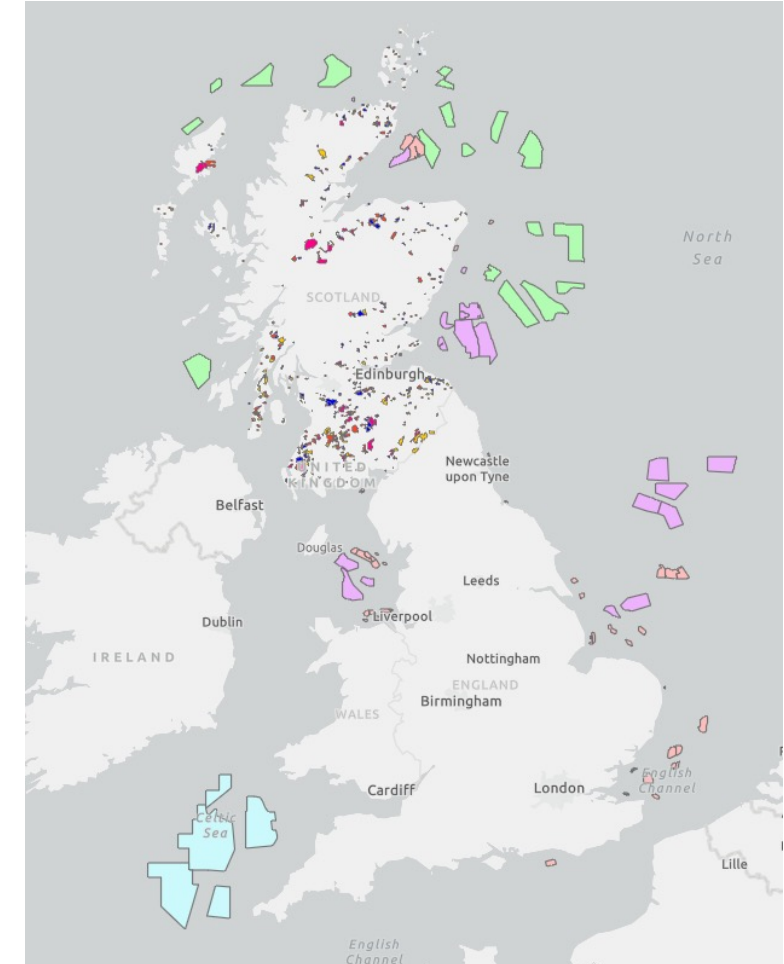 North
Sea
SCOTLAND
Edinburgh
UNITED
KINGDOM
Newcastle
upon Tyne
Belfast
Douglas
Leeds
Dublin
Liverpool
IRELAND
Nottingham
ENGLAND
Birmingham
WALES
English
Channel
Cardiff
London
Celtic
Sea
Lille
English
Channel